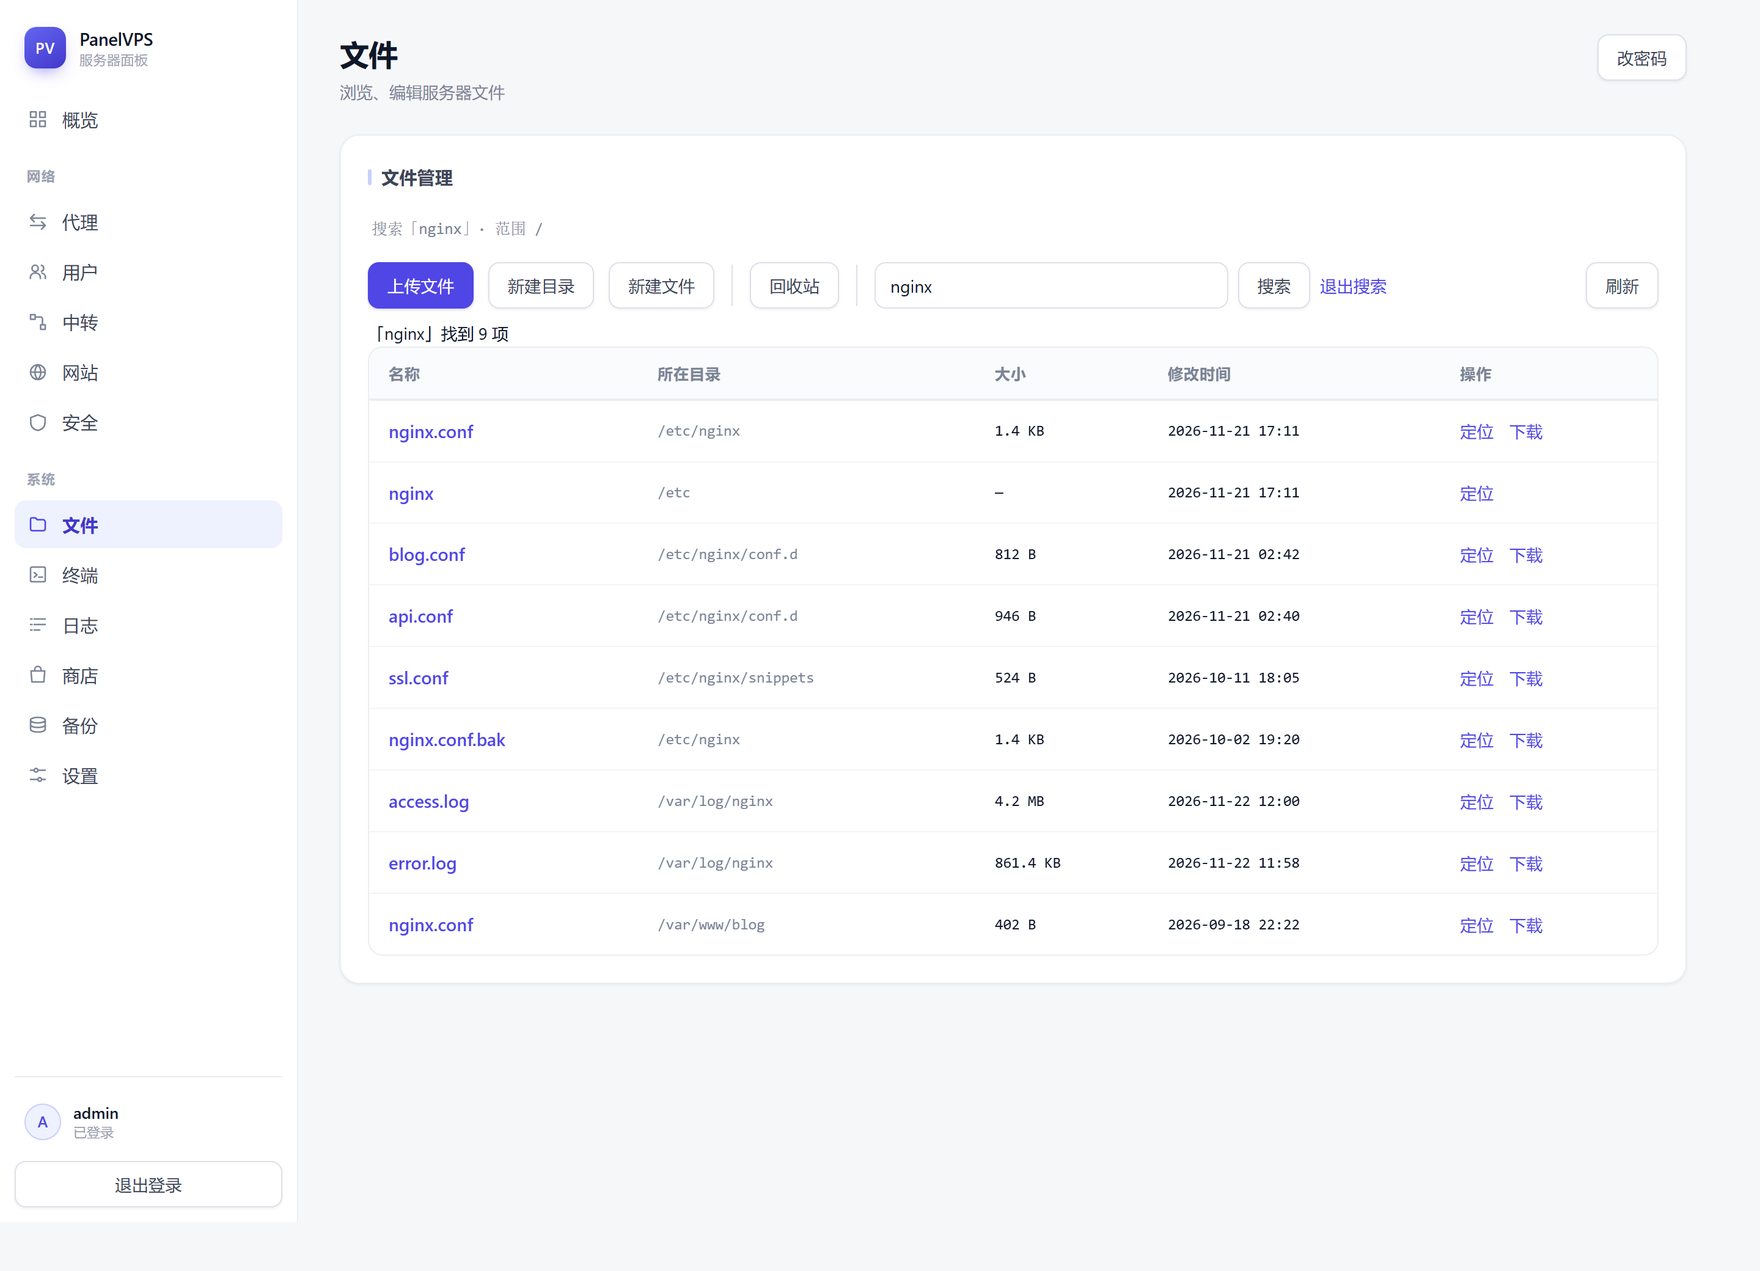 PV
PanelVPS
服务器面板
概览
网络
代理
用户
中转
网站
安全
系统
文件
终端
日志
商店
备份
设置
A
admin
已登录
退出登录
文件
浏览、编辑服务器文件
改密码
文件管理
搜索「nginx」 · 范围 /
上传文件 新建目录 新建文件 回收站 nginx 搜索 退出搜索 刷新
「nginx」找到 9 项
名称 所在目录 大小 修改时间 操作
nginx.conf /etc/nginx 1.4 KB 2026-11-21 17:11 定位 下载
nginx /etc — 2026-11-21 17:11 定位
blog.conf /etc/nginx/conf.d 812 B 2026-11-21 02:42 定位 下载
api.conf /etc/nginx/conf.d 946 B 2026-11-21 02:40 定位 下载
ssl.conf /etc/nginx/snippets 524 B 2026-10-11 18:05 定位 下载
nginx.conf.bak /etc/nginx 1.4 KB 2026-10-02 19:20 定位 下载
access.log /var/log/nginx 4.2 MB 2026-11-22 12:00 定位 下载
error.log /var/log/nginx 861.4 KB 2026-11-22 11:58 定位 下载
nginx.conf /var/www/blog 402 B 2026-09-18 22:22 定位 下载